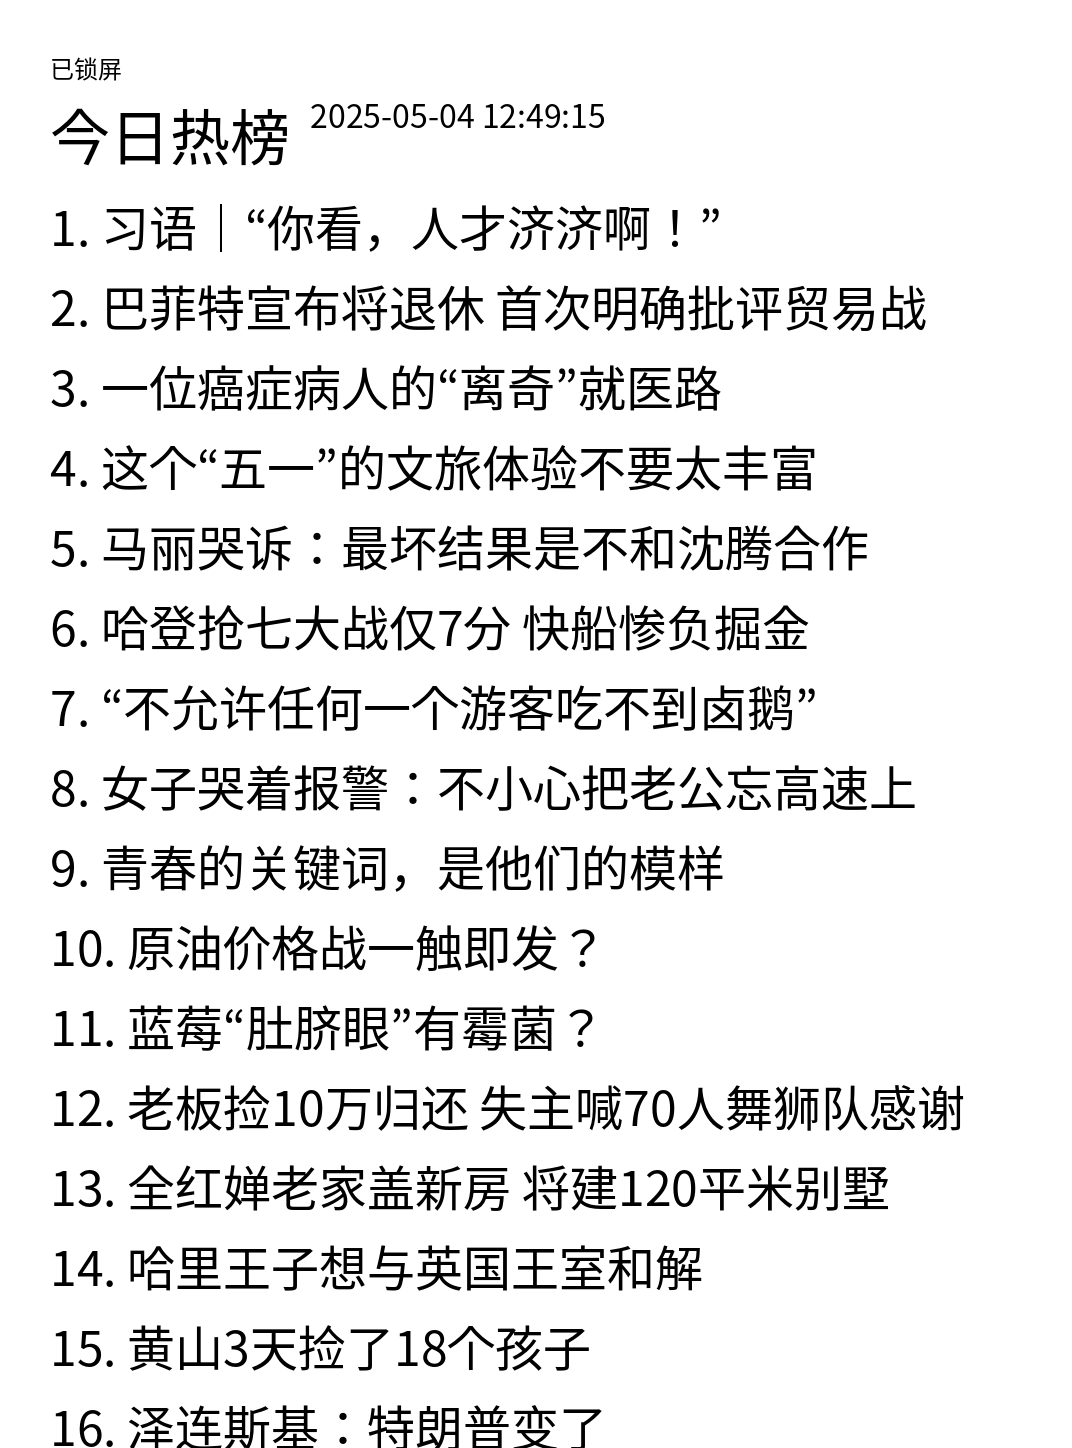 已锁屏
今日热榜 2025-05-04 12:49:15
1. 习语｜“你看，人才济济啊！”
2. 巴菲特宣布将退休 首次明确批评贸易战
3. 一位癌症病人的“离奇”就医路
4. 这个“五一”的文旅体验不要太丰富
5. 马丽哭诉：最坏结果是不和沈腾合作
6. 哈登抢七大战仅7分 快船惨负掘金
7. “不允许任何一个游客吃不到卤鹅”
8. 女子哭着报警：不小心把老公忘高速上
9. 青春的关键词，是他们的模样
10. 原油价格战一触即发？
11. 蓝莓“肚脐眼”有霉菌？
12. 老板捡10万归还 失主喊70人舞狮队感谢
13. 全红婵老家盖新房 将建120平米别墅
14. 哈里王子想与英国王室和解
15. 黄山3天捡了18个孩子
16. 泽连斯基：特朗普变了